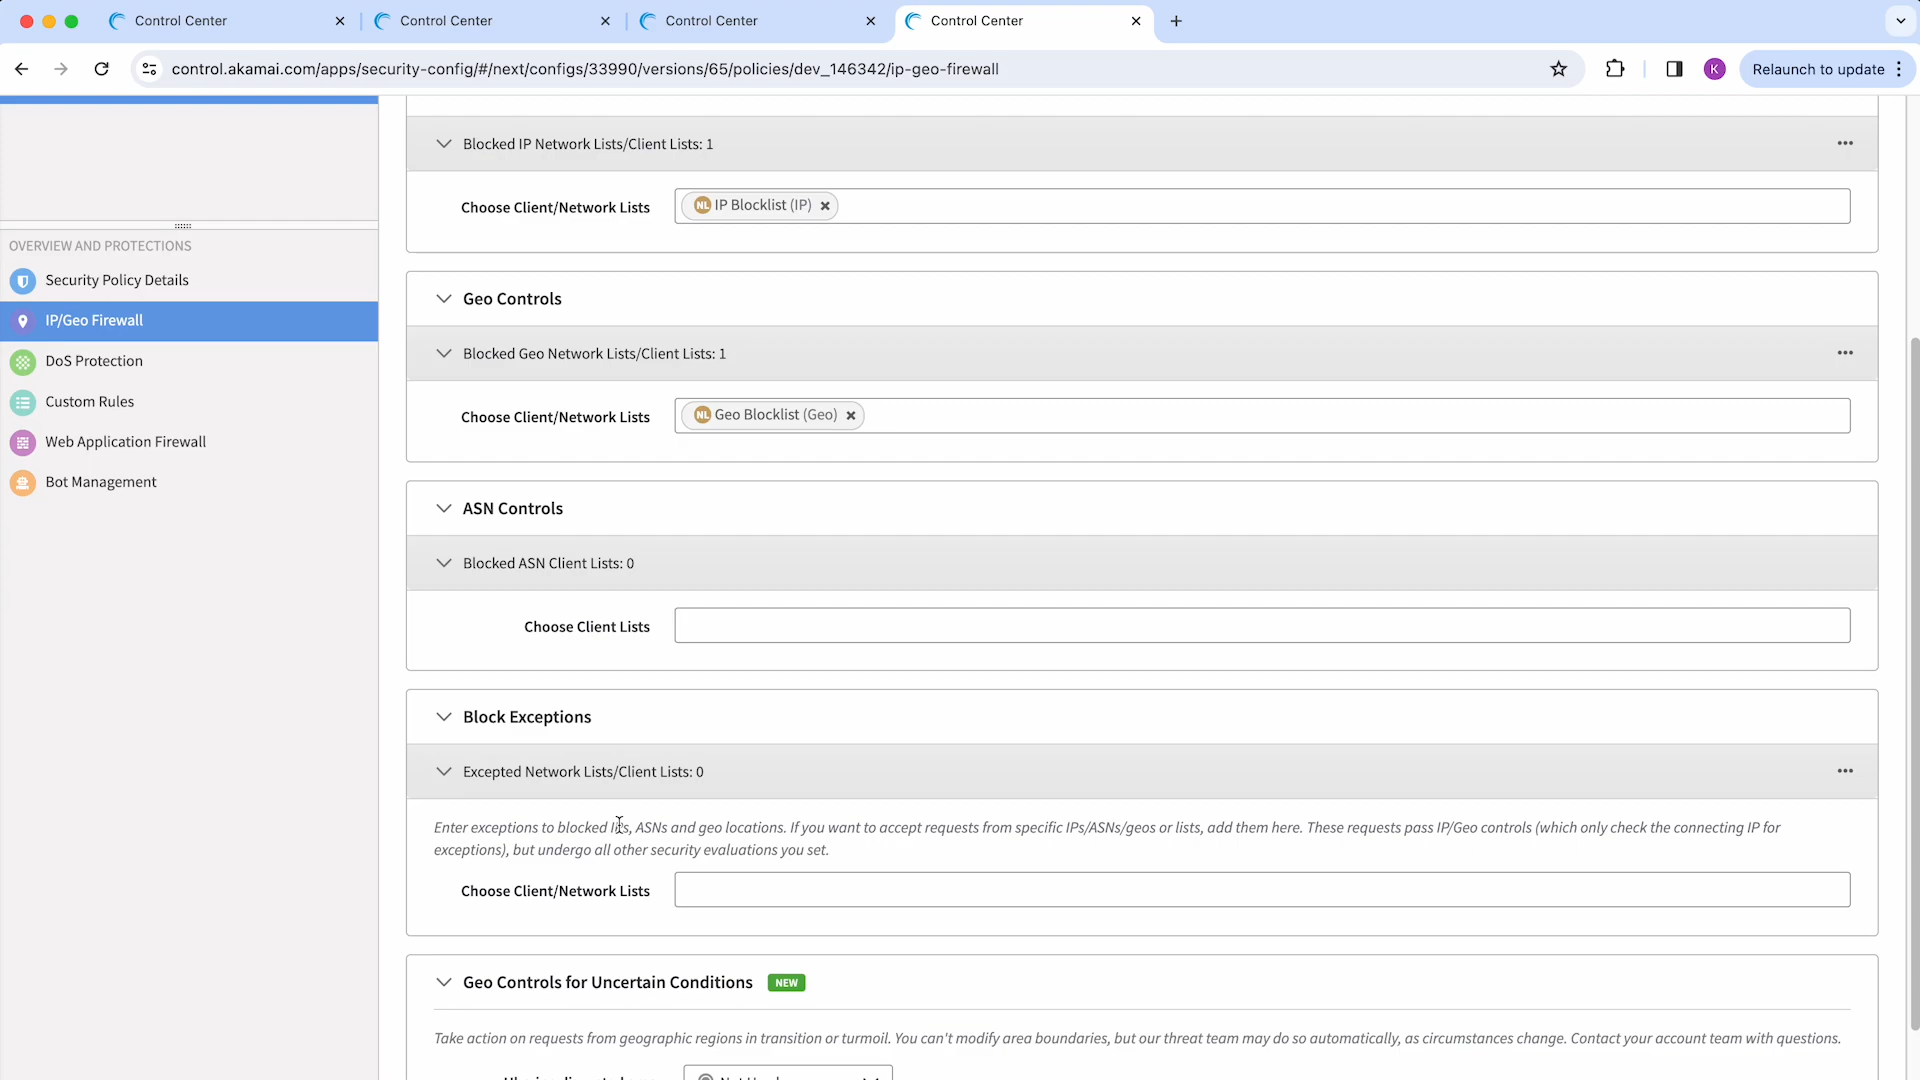 Control Center
Control Center
Control Center
Control Center
control.akamai.com/apps/security-config/#/next/configs/33990/versions/65/policies/dev_146342/ip-geo-firewall
K
Relaunch to update
OVERVIEW AND PROTECTIONS
Security Policy Details
IP/Geo Firewall
DoS Protection
Custom Rules
Web Application Firewall
Bot Management
Blocked IP Network Lists/Client Lists: 1
Choose Client/Network Lists
NL IP Blocklist (IP)
Geo Controls
Blocked Geo Network Lists/Client Lists: 1
Choose Client/Network Lists
NL Geo Blocklist (Geo)
ASN Controls
Blocked ASN Client Lists: 0
Choose Client Lists
Block Exceptions
Excepted Network Lists/Client Lists: 0
Enter exceptions to blocked IPs, ASNs and geo locations. If you want to accept requests from specific IPs/ASNs/geos or lists, add them here. These requests pass IP/Geo controls (which only check the connecting IP for
exceptions), but undergo all other security evaluations you set.
Choose Client/Network Lists
Geo Controls for Uncertain Conditions NEW
Take action on requests from geographic regions in transition or turmoil. You can't modify area boundaries, but our threat team may do so automatically, as circumstances change. Contact your account team with questions.